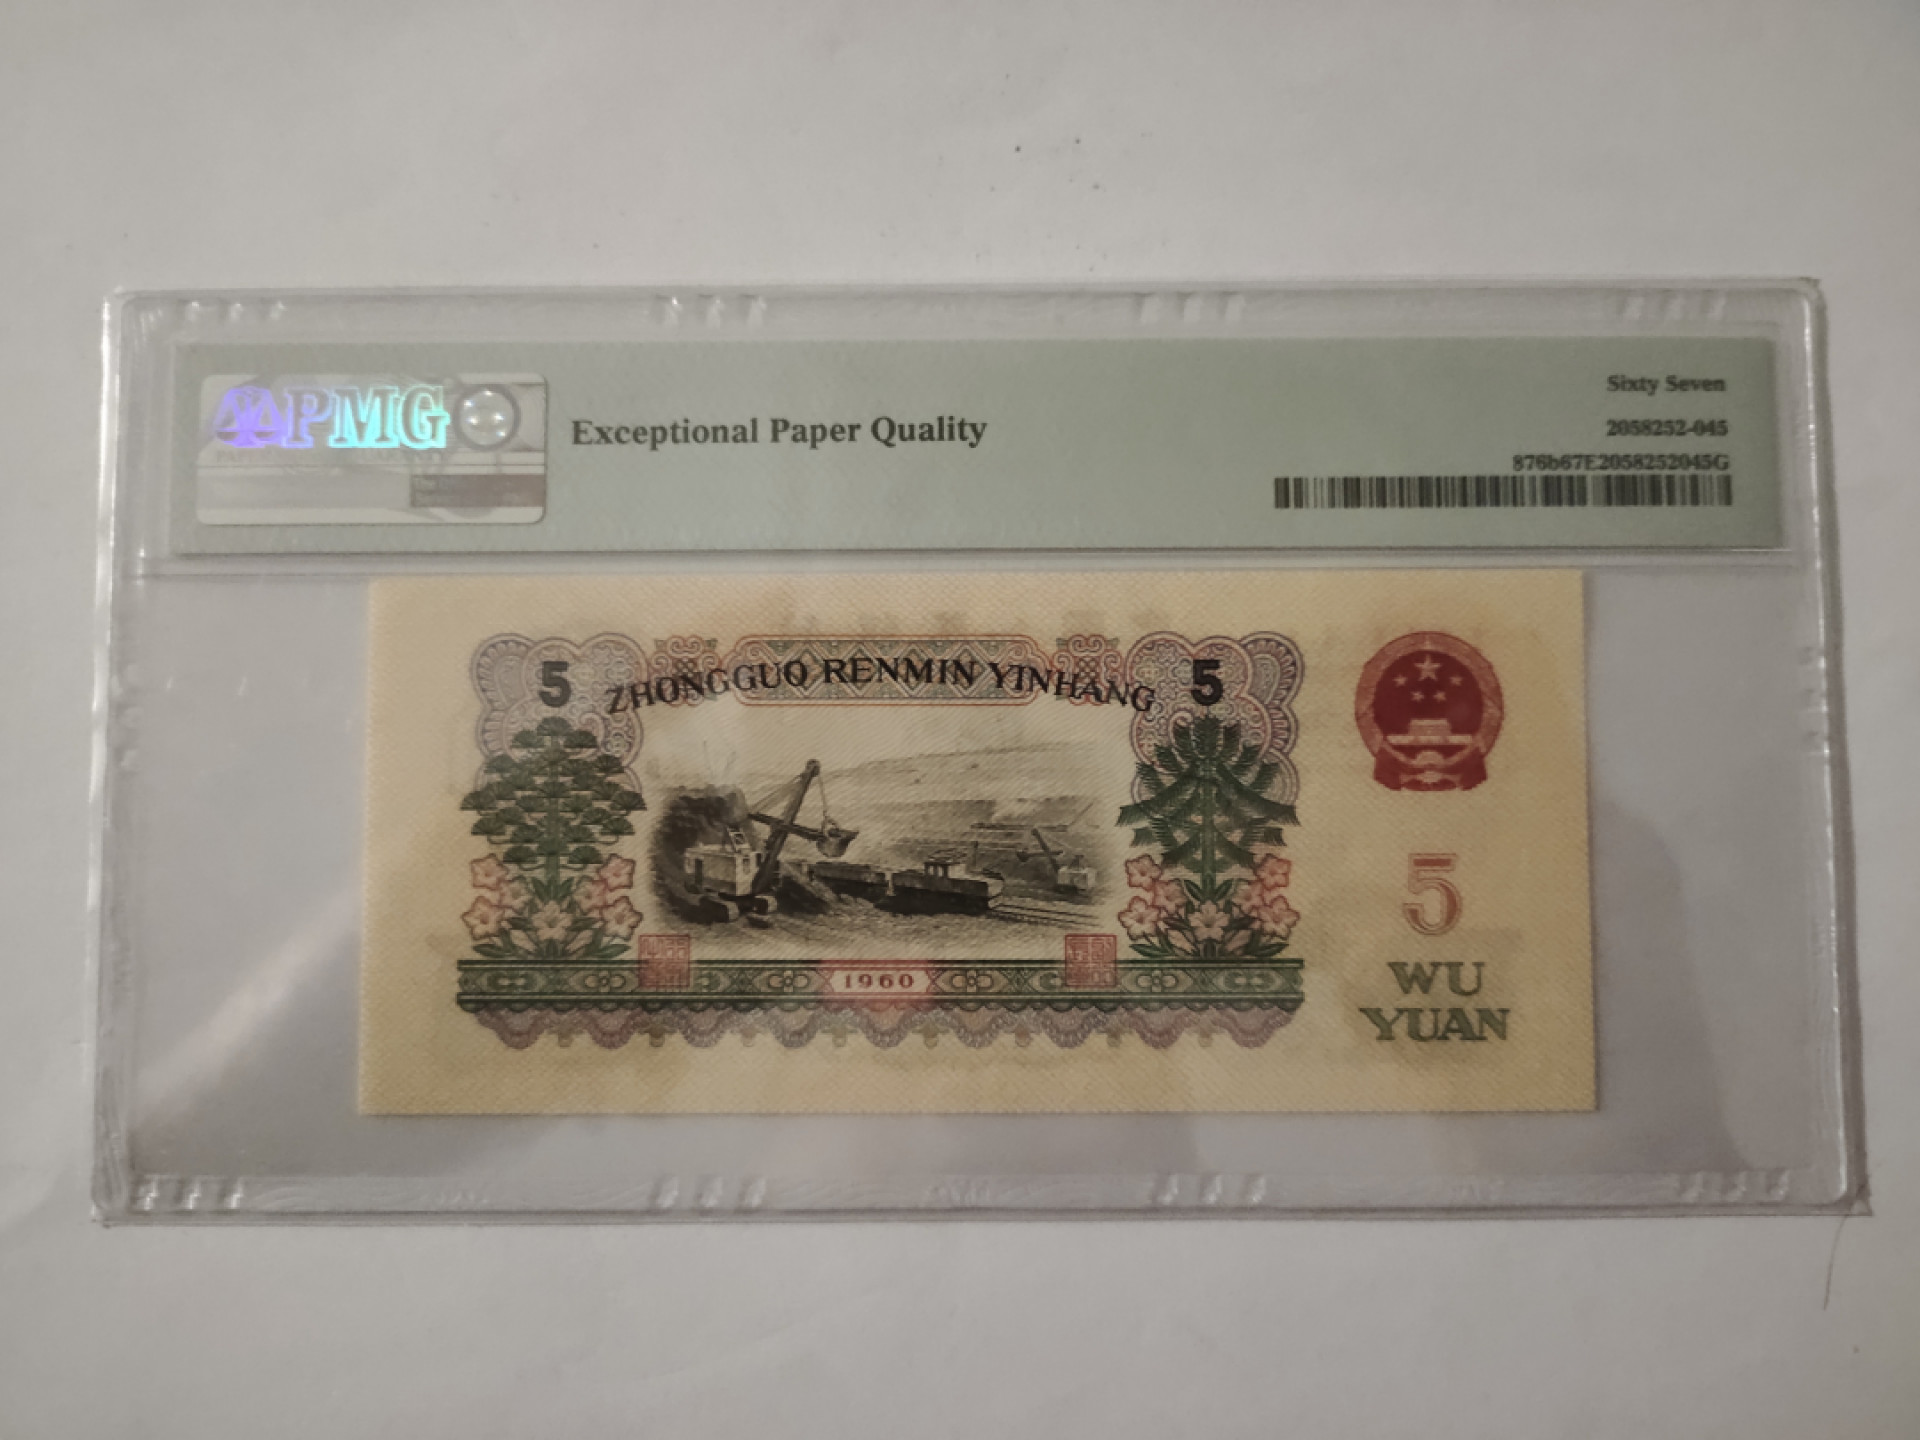 PMG
Exceptional Paper Quality
Sixty Seven
2058252-045
876b67E2058252045G
5 ZHONGGUO RENMIN YINHANG 5
5
1960
WU
YUAN